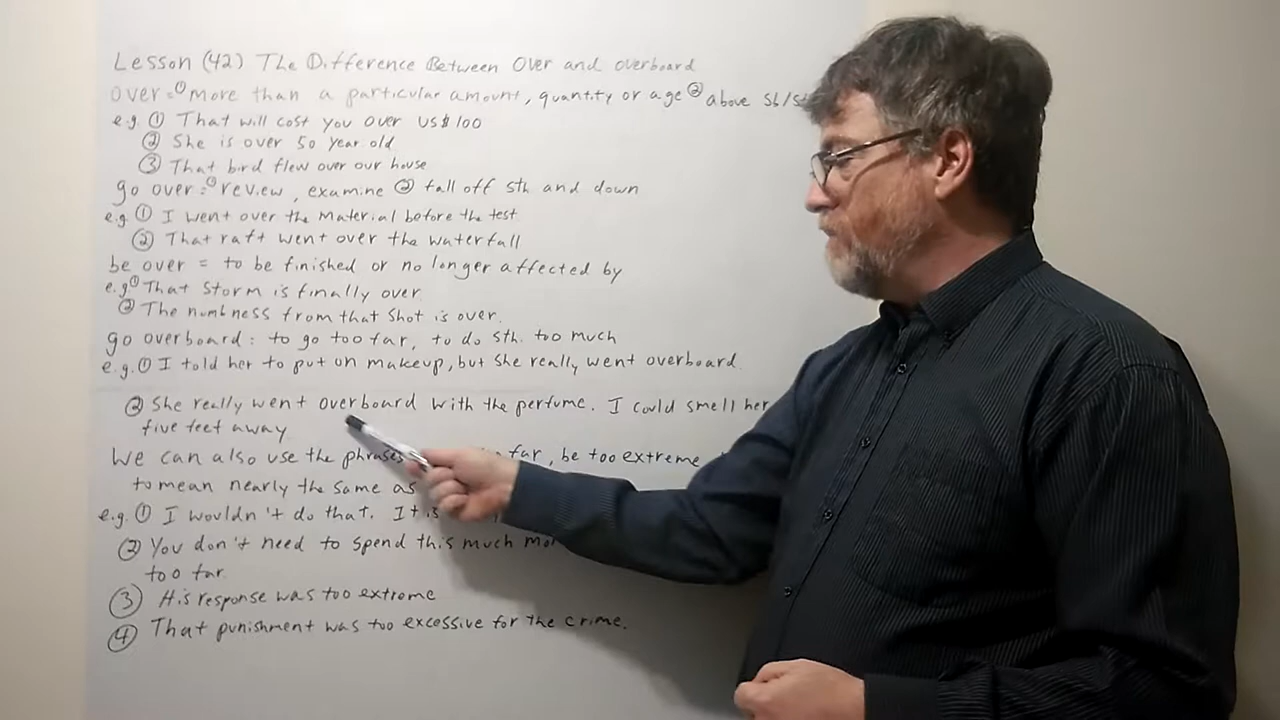 Lesson (42) The Difference Between Over and overboard
over = ① more than a particular amount, quantity or age ② above sb/st
e.g. ① That will cost you over US$100
② She is over 50 year old
③ That bird flew over our house
go over = ① review, examine ② fall off sth and down
e.g. ① I went over the material before the test
② That raft went over the waterfall
be over = to be finished or no longer affected by
e.g ① That storm is finally over.
② The numbness from that shot is over.
go overboard = to go too far, to do sth. too much
e.g. ① I told her to put on makeup, but she really went overboard.
② She really went overboard with the perfume. I could smell her
five feet away
We can also use the phrases far, be too extreme
to mean nearly the same as
e.g. ① I wouldn't do that. It is
② You don't need to spend this much
too far.
③ His response was too extreme
④ That punishment was too excessive for the crime.